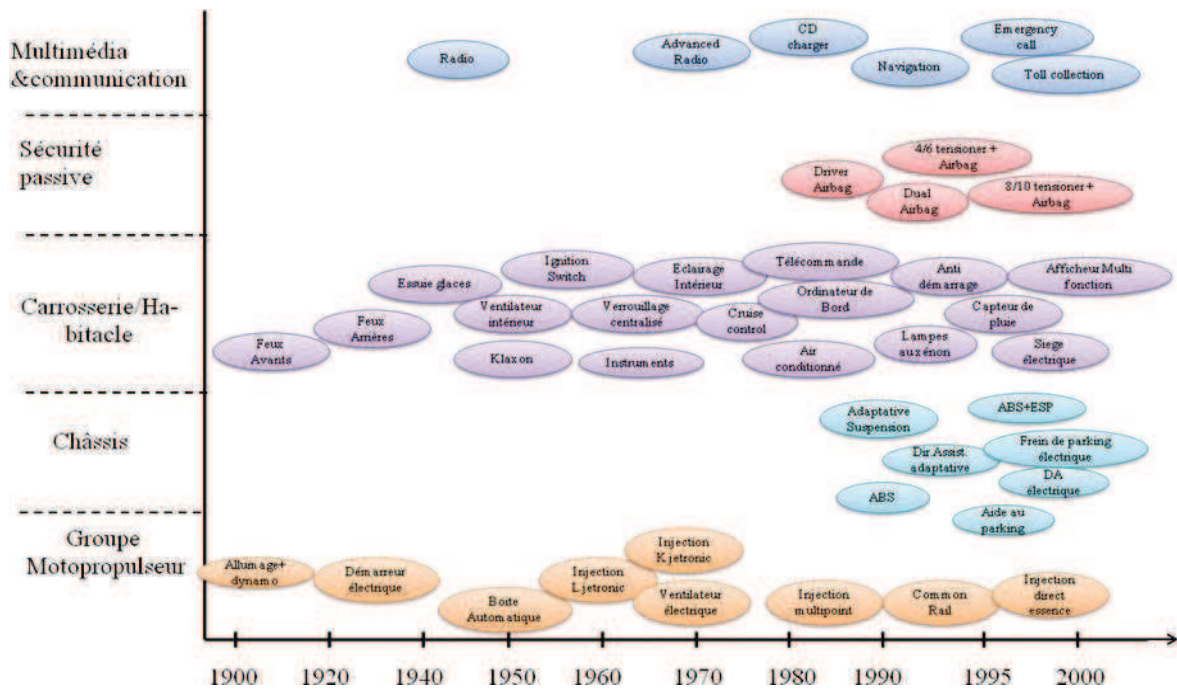 Multimédia
&communication
Radio
Advanced
Radio
CD
charger
Navigation
Emergency
call
Toll collection
Sécurité
passive
Driver
Airbag
4/6 tensioner +
Airbag
Dual
Airbag
8/10 tensioner +
Airbag
Carrosserie/Ha-
bitacle
Feux
Avants
Feux
Arrières
Essuie glaces
Ignition
Switch
Ventilateur
intérieur
Klaxon
Eclairage
Intérieur
Verrouillage
centralisé
Instruments
Télécommande
Cruise
control
Ordinateur de
Bord
Air
conditionné
Anti
démarrage
Lampes
au xénon
Afficheur Multi
fonction
Capteur
de pluie
Siege
électrique
Châssis
Adaptative
Suspension
ABS+ESP
Dir.Assist.
adaptative
Frein de parking
électrique
ABS
DA
électrique
Aide au
parking
Groupe
Motopropulseur
Allumage+
dynamo
Démarreur
électrique
Boite
Automatique
Injection
L jetronic
Injection
K jetronic
Ventilateur
électrique
Injection
multipoint
Common
Rail
Injection
direct
essence
1900 1920 1940 1950 1960 1970 1980 1990 1995 2000